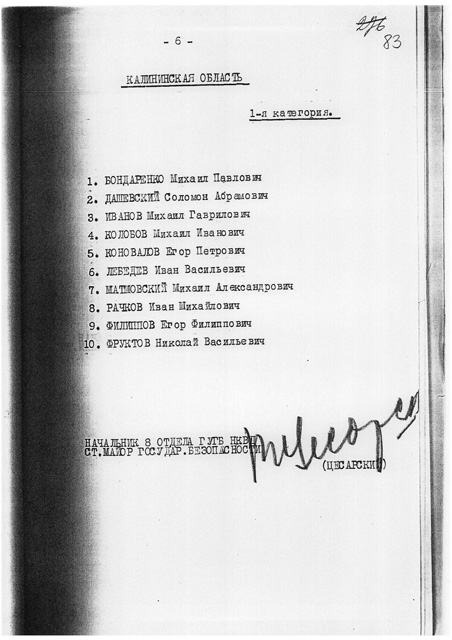 - 6 -
83
КАЛИНИНСКАЯ ОБЛАСТЬ
1-я категория.
1. БОНДАРЕНКО Михаил Павлович
2. ДАШЕВСКИЙ Соломон Абрамович
3. ИВАНОВ Михаил Гаврилович
4. КОЛОБОВ Михаил Иванович
5. КОНОВАЛОВ Егор Петрович
6. ЛЕБЕДЕВ Иван Васильевич
7. МАТМОВСКИЙ Михаил Александрович
8. РАЧКОВ Иван Михайлович
9. ФИЛИППОВ Егор Филиппович
10. ФРУКТОВ Николай Васильевич
НАЧАЛЬНИК 8 ОТДЕЛА ГУГБ НКВД
СТ.МАЙОР ГОСУДАР.БЕЗОПАСНОСТИ
(ЦЕСАРСКИЙ)